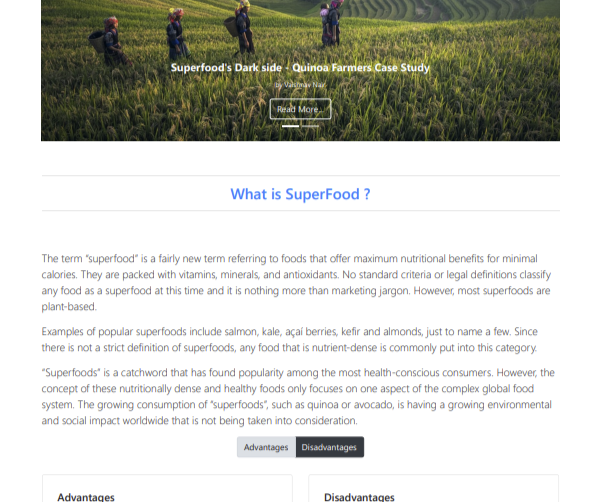 Superfood's Dark side - Quinoa Farmers Case Study
by Vaishnav Nair
Read More..
What is SuperFood ?
The term “superfood” is a fairly new term referring to foods that offer maximum nutritional benefits for minimal
calories. They are packed with vitamins, minerals, and antioxidants. No standard criteria or legal definitions classify
any food as a superfood at this time and it is nothing more than marketing jargon. However, most superfoods are
plant-based.
Examples of popular superfoods include salmon, kale, açaí berries, kefir and almonds, just to name a few. Since
there is not a strict definition of superfoods, any food that is nutrient-dense is commonly put into this category.
“Superfoods” is a catchword that has found popularity among the most health-conscious consumers. However, the
concept of these nutritionally dense and healthy foods only focuses on one aspect of the complex global food
system. The growing consumption of “superfoods”, such as quinoa or avocado, is having a growing environmental
and social impact worldwide that is not being taken into consideration.
Advantages Disadvantages
Advantages Disadvantages